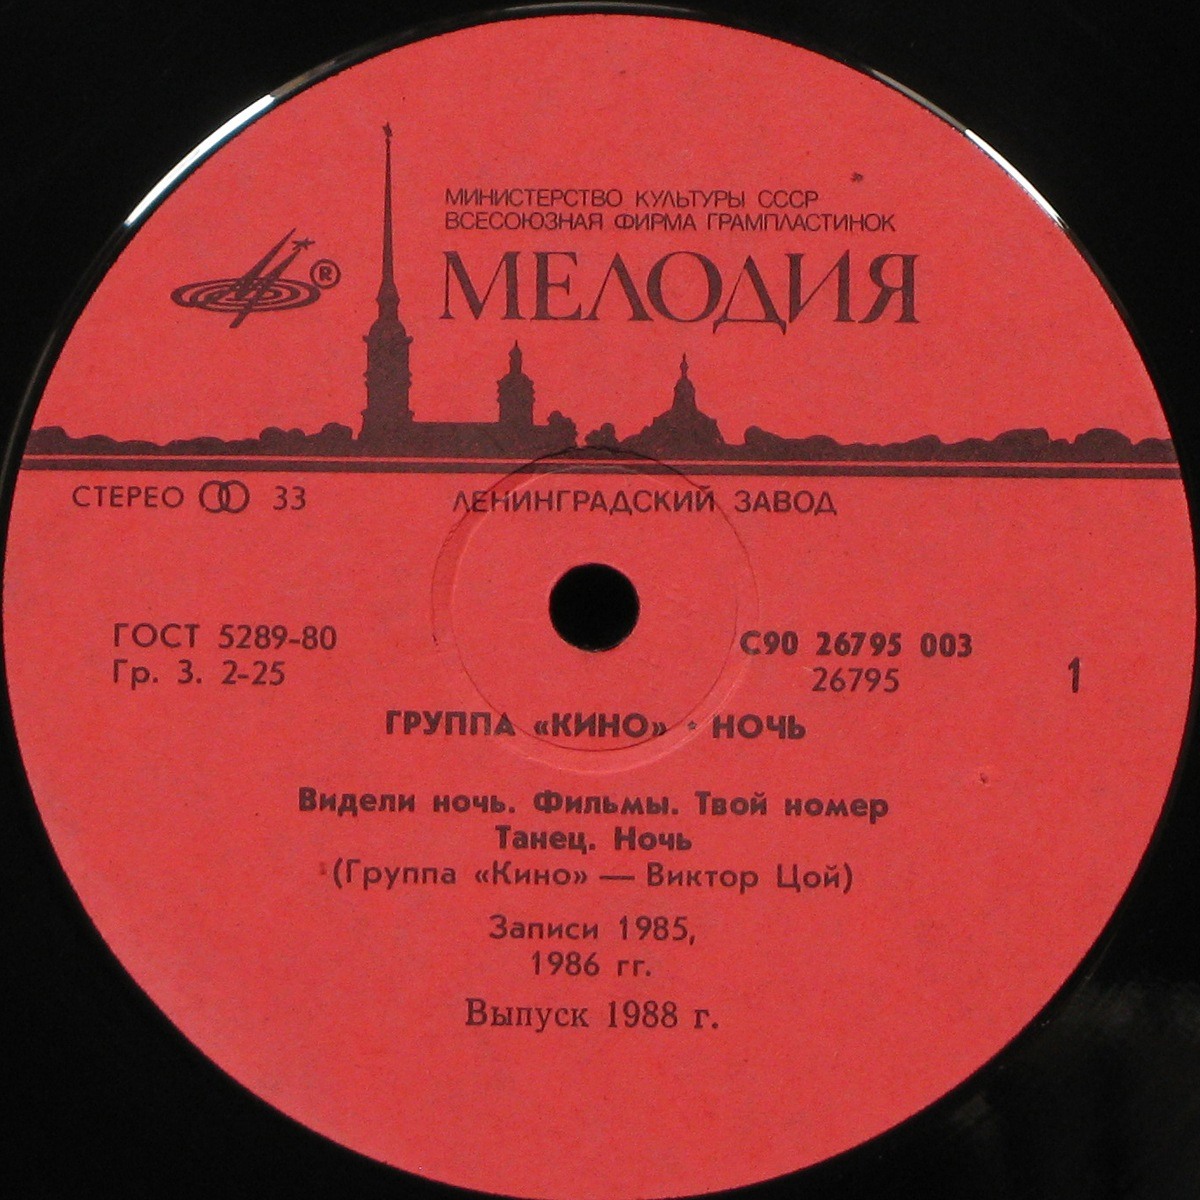 МИНИСТЕРСТВО КУЛЬТУРЫ СССР
ВСЕСОЮЗНАЯ ФИРМА ГРАМПЛАСТИНОК
® МЕЛОДИЯ
СТЕРЕО 33 ЛЕНИНГРАДСКИЙ ЗАВОД
ГОСТ 5289-80
Гр. 3. 2-25
С90 26795 003
26795
1
ГРУППА «КИНО» • НОЧЬ
Видели ночь. Фильмы. Твой номер
Танец. Ночь
(Группа «Кино» — Виктор Цой)
Записи 1985,
1986 гг.
Выпуск 1988 г.